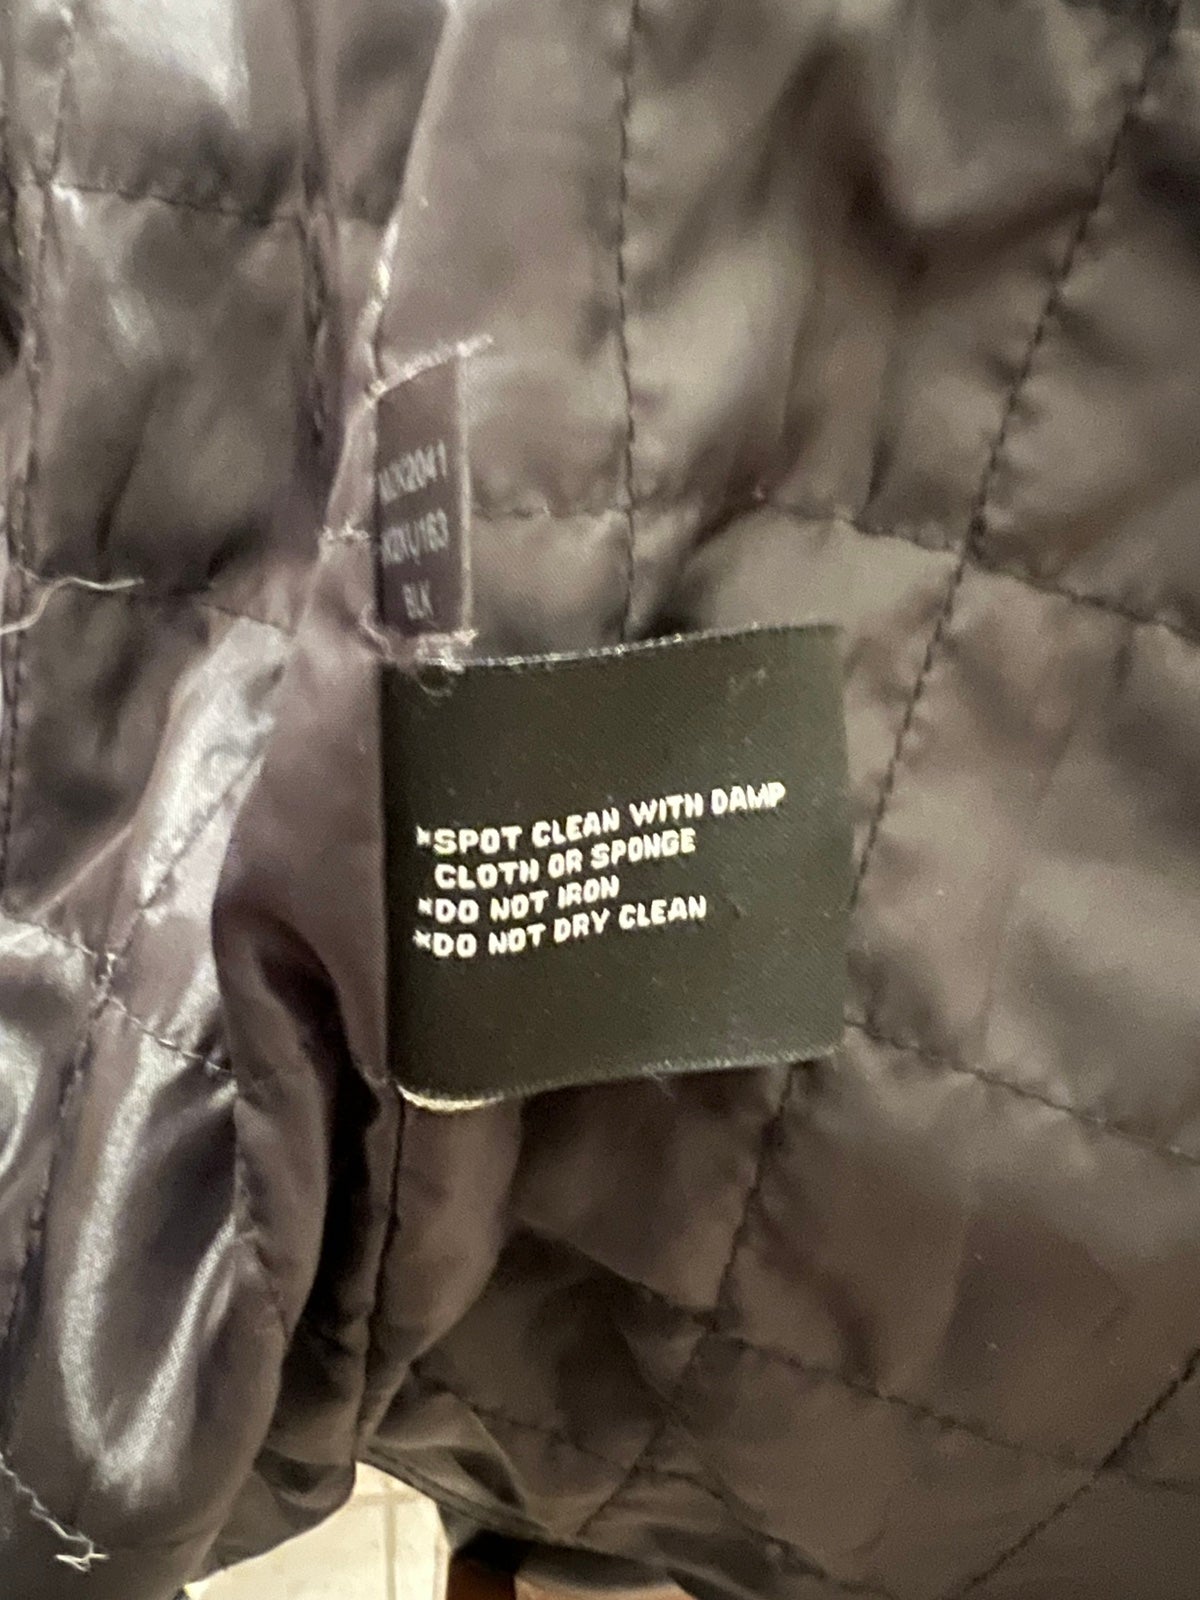 BLK
*SPOT CLEAN WITH DAMP
CLOTH OR SPONGE
*DO NOT IRON
*DO NOT DRY CLEAN